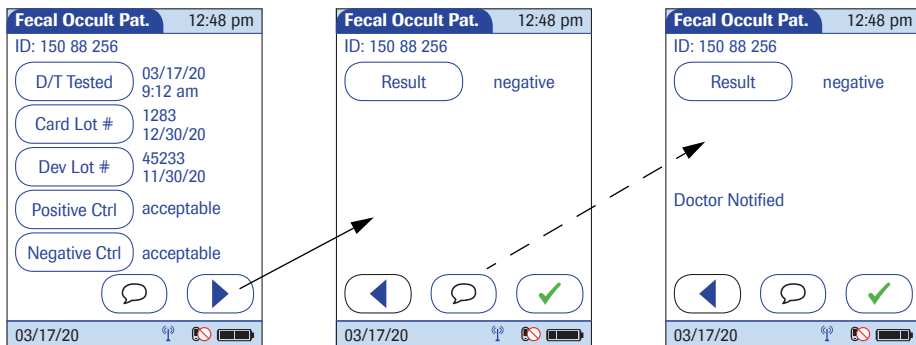 Fecal Occult Pat. 12:48 pm
ID: 150 88 256
D/T Tested 03/17/20
9:12 am
Card Lot # 1283
12/30/20
Dev Lot # 45233
11/30/20
Positive Ctrl acceptable
Negative Ctrl acceptable
03/17/20
Fecal Occult Pat. 12:48 pm
ID: 150 88 256
Result negative
03/17/20
Fecal Occult Pat. 12:48 pm
ID: 150 88 256
Result negative
Doctor Notified
03/17/20